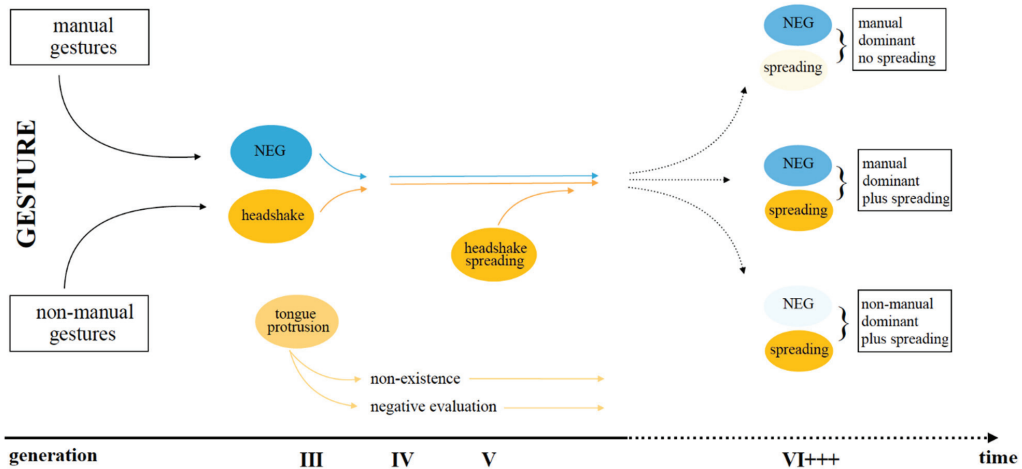 manual
gestures
GESTURE
non-manual
gestures
NEG
headshake
tongue
protrusion
non-existence
negative evaluation
headshake
spreading
NEG
spreading
manual
dominant
no spreading
NEG
spreading
manual
dominant
plus spreading
NEG
spreading
non-manual
dominant
plus spreading
generation
III
IV
V
VI+++
time